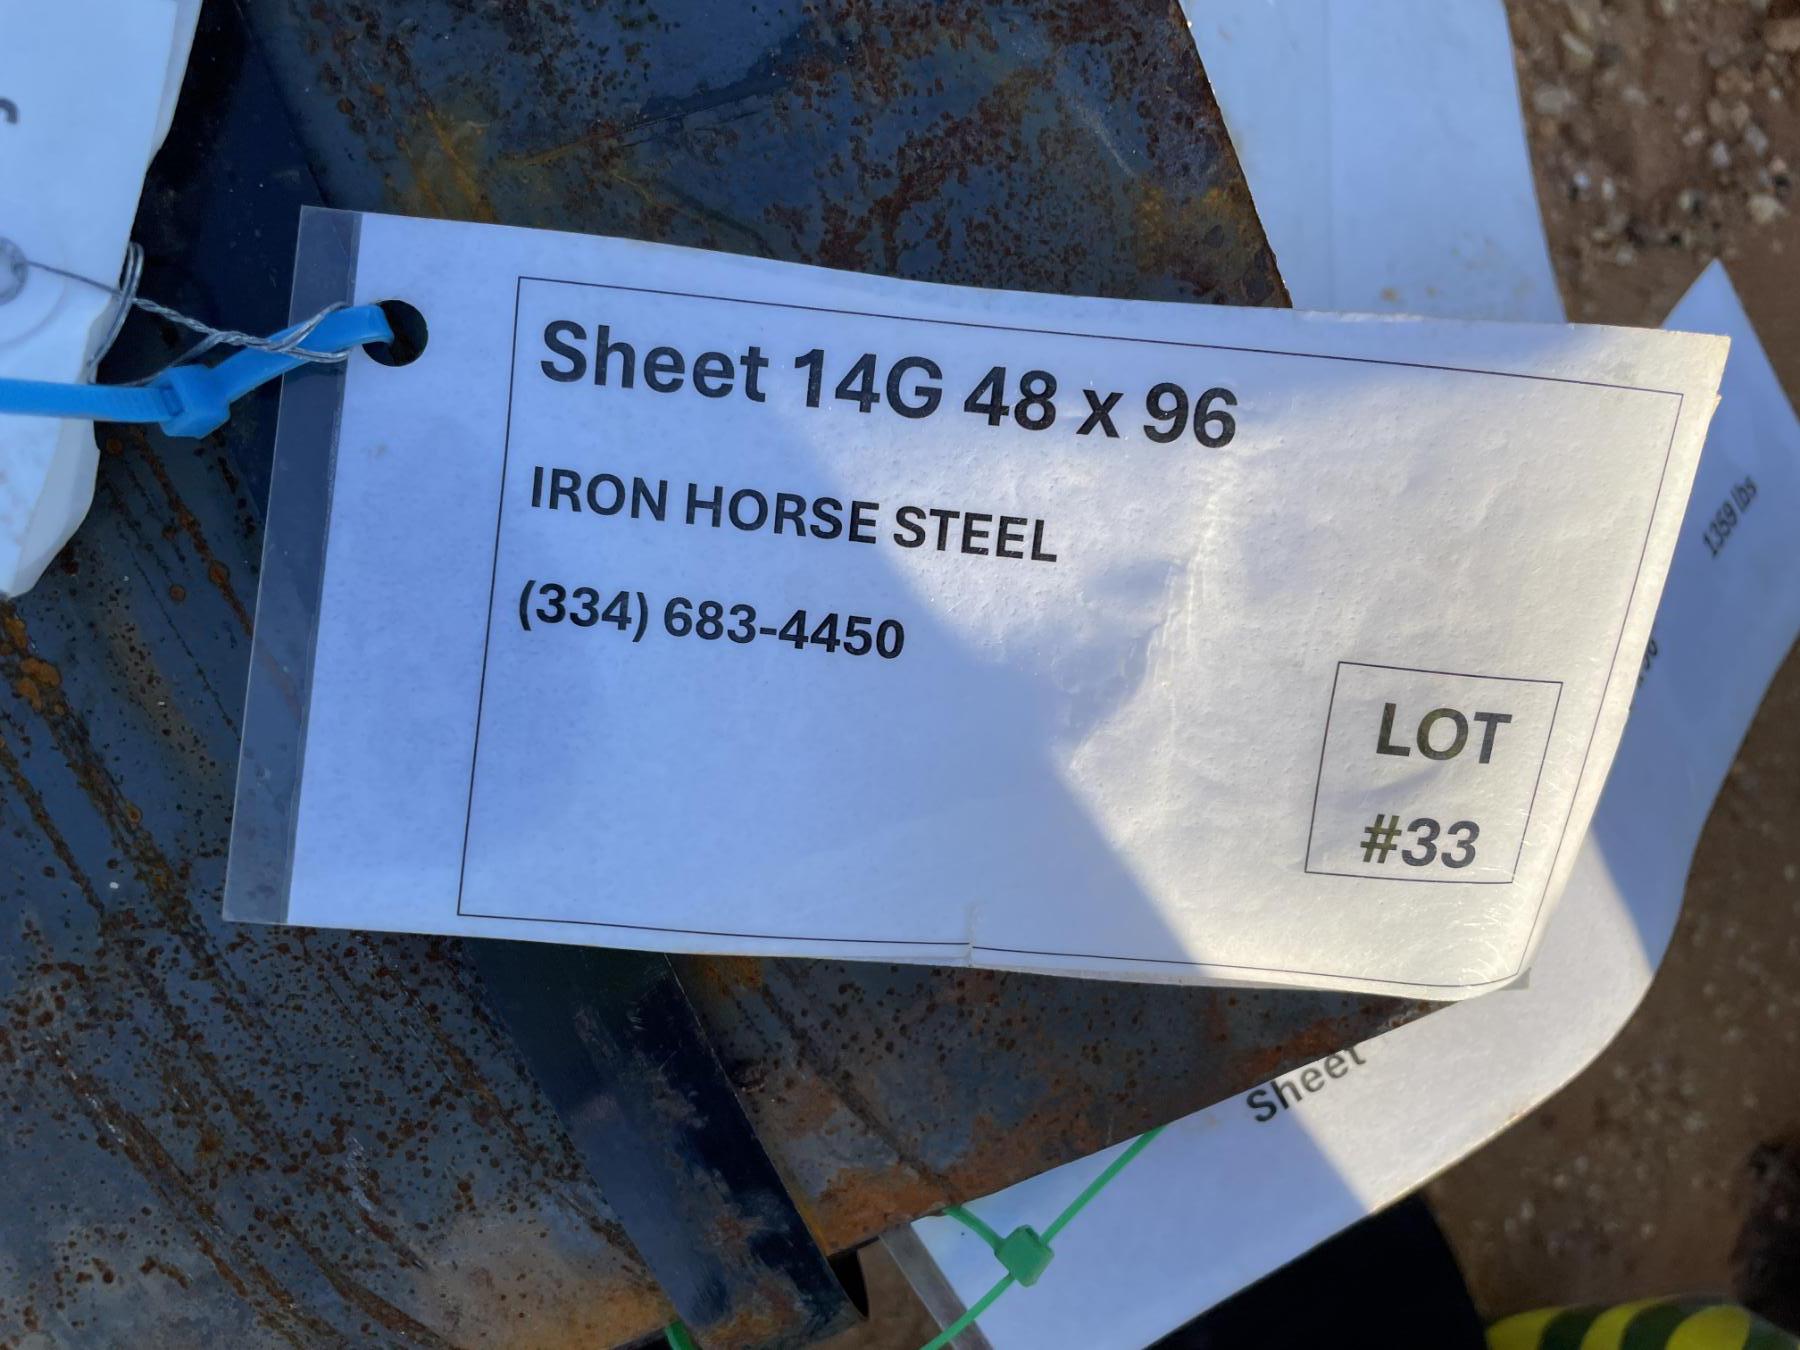 Sheet 14G 48 x 96
IRON HORSE STEEL
(334) 683-4450
LOT
#33
1359 lbs
Sheet